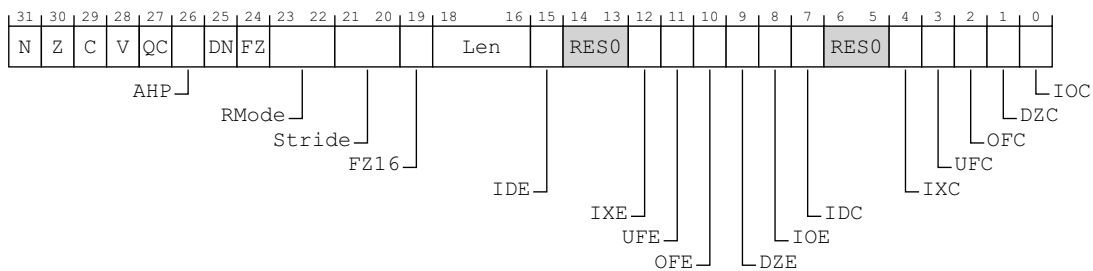 31 30 29 28 27 26 25 24 23 22 21 20 19 18 16 15 14 13 12 11 10 9 8 7 6 5 4 3 2 1 0
N Z C V QC DN FZ Len RES0 RES0
AHP IOC
RMode DZC
Stride OFC
FZ16 UFC
IDE IXC
IXE IDC
UFE IOE
OFE DZE